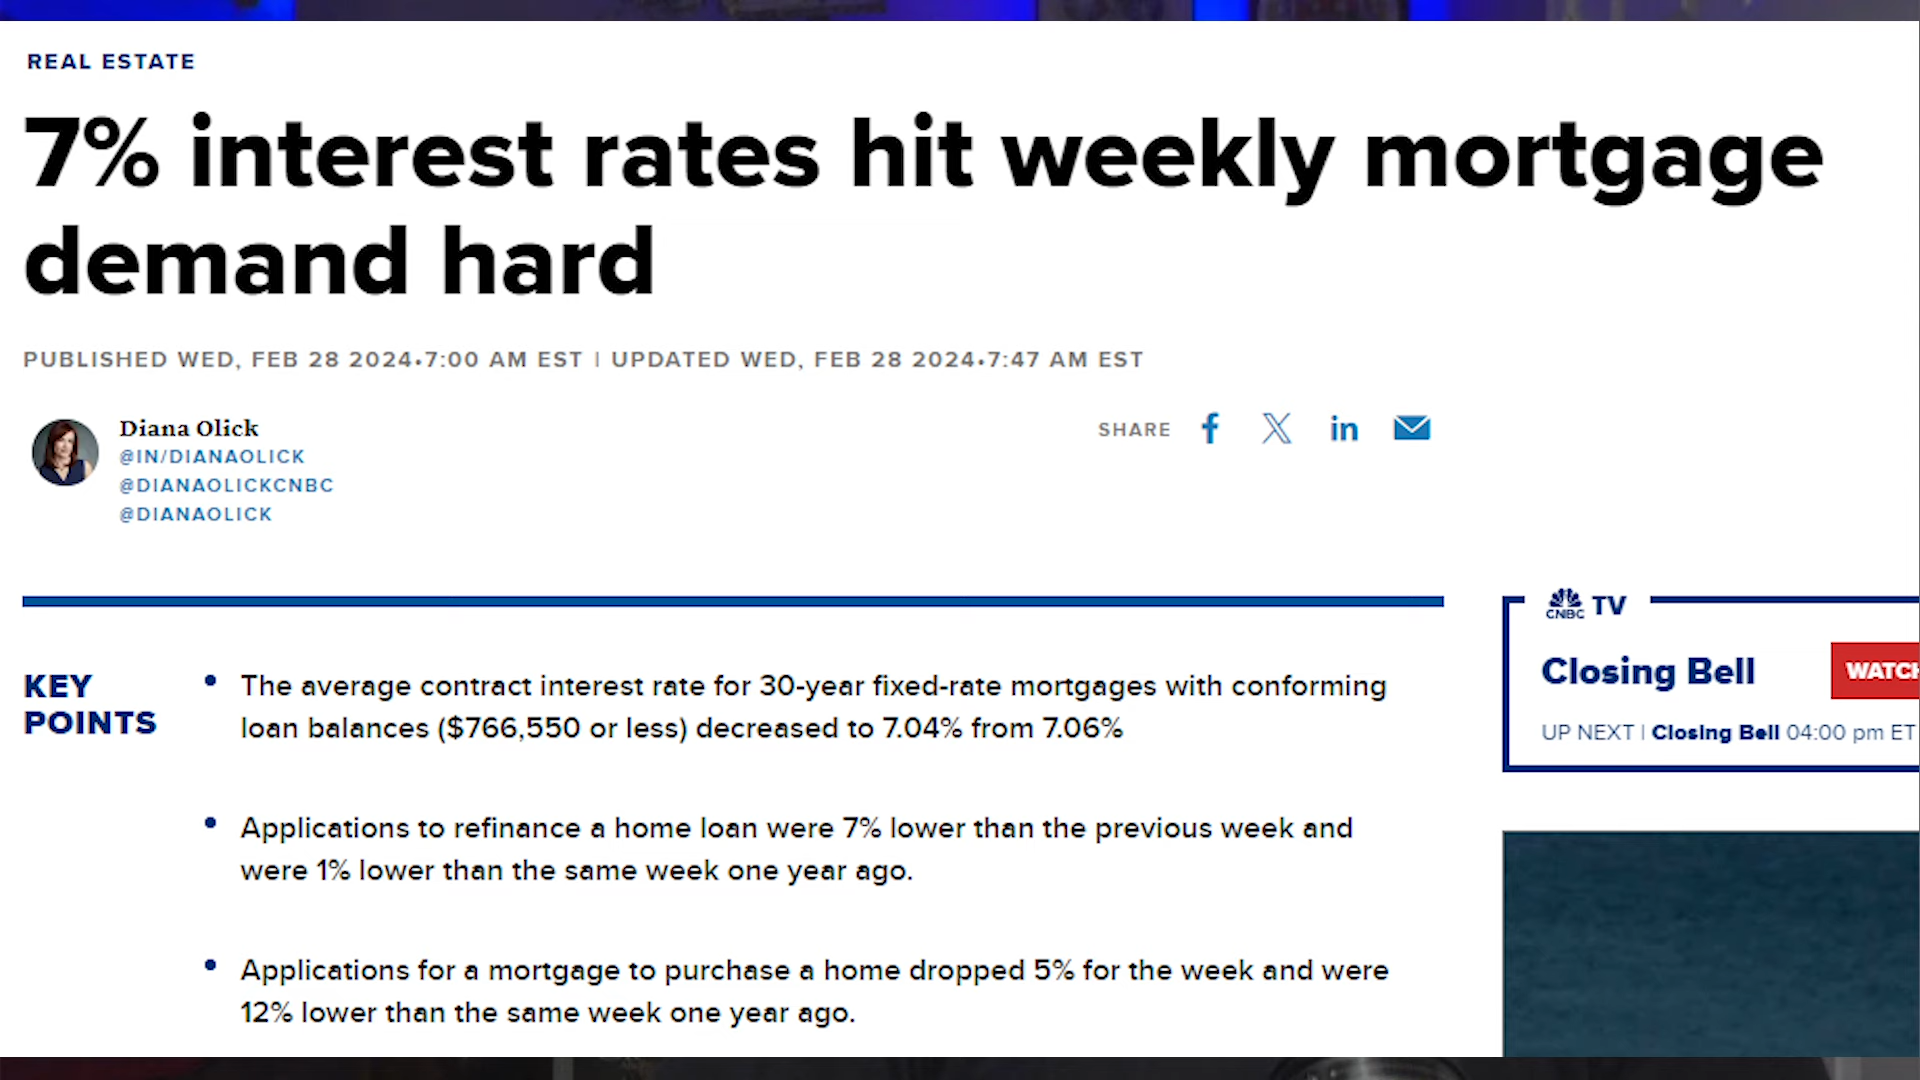 REAL ESTATE
7% interest rates hit weekly mortgage
demand hard
PUBLISHED WED, FEB 28 2024•7:00 AM EST | UPDATED WED, FEB 28 2024•7:47 AM EST
Diana Olick
@IN/DIANAOLICK
@DIANAOLICKCNBC
@DIANAOLICK
SHARE
KEY
POINTS
• The average contract interest rate for 30-year fixed-rate mortgages with conforming
loan balances ($766,550 or less) decreased to 7.04% from 7.06%
• Applications to refinance a home loan were 7% lower than the previous week and
were 1% lower than the same week one year ago.
• Applications for a mortgage to purchase a home dropped 5% for the week and were
12% lower than the same week one year ago.
CNBC TV
Closing Bell
WATCH
UP NEXT | Closing Bell 04:00 pm ET